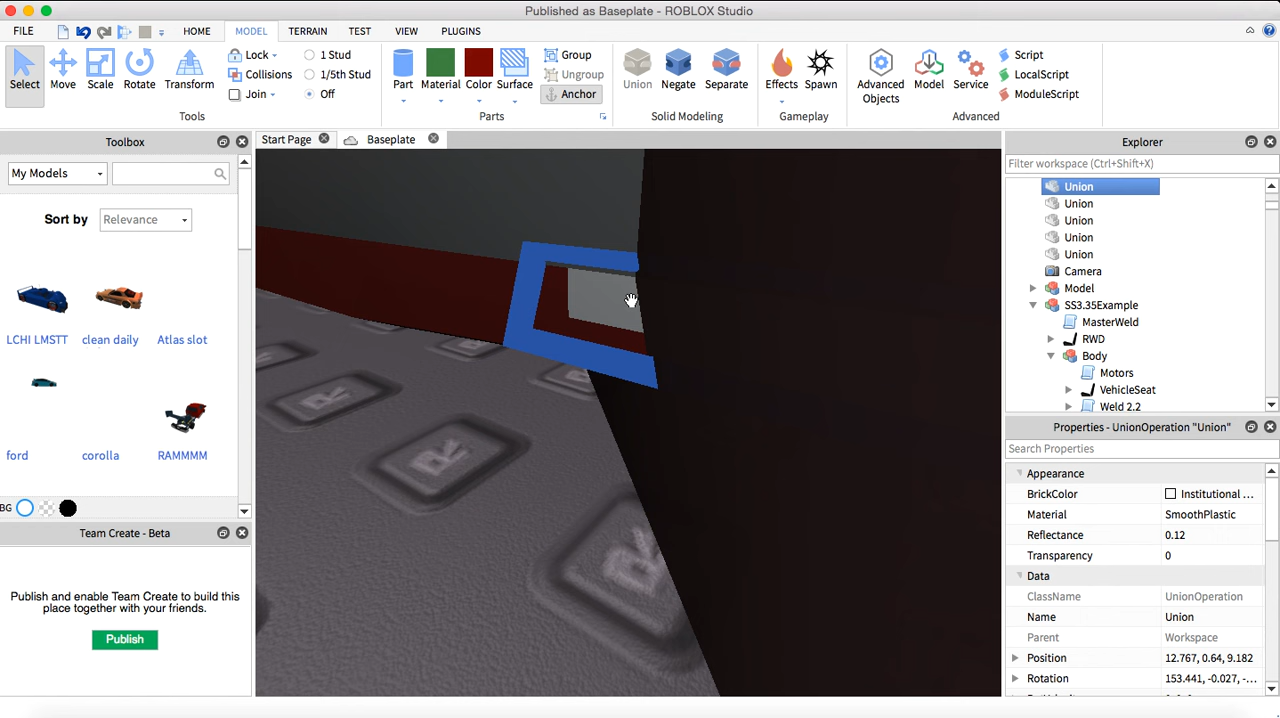 Published as Baseplate - ROBLOX Studio
FILE HOME MODEL TERRAIN TEST VIEW PLUGINS
Select Move Scale Rotate Transform
Lock
Collisions
Join
1 Stud
1/5th Stud
Off
Tools
Part Material Color Surface
Group
Ungroup
Anchor
Parts
Union Negate Separate
Solid Modeling
Effects Spawn
Gameplay
Advanced Objects Model Service
Script
LocalScript
ModuleScript
Advanced
Toolbox
My Models
Sort by Relevance
LCHI LMSTT clean daily Atlas slot
ford corolla RAMMMM
BG
Team Create - Beta
Publish and enable Team Create to build this
place together with your friends.
Publish
Start Page Baseplate
Explorer
Filter workspace (Ctrl+Shift+X)
Union
Union
Union
Union
Union
Camera
Model
SS3.35Example
MasterWeld
RWD
Body
Motors
VehicleSeat
Weld 2.2
Properties - UnionOperation "Union"
Search Properties
Appearance
BrickColor Institutional ...
Material SmoothPlastic
Reflectance 0.12
Transparency 0
Data
ClassName UnionOperation
Name Union
Parent Workspace
Position 12.767, 0.64, 9.182
Rotation 153.441, -0.027, -...